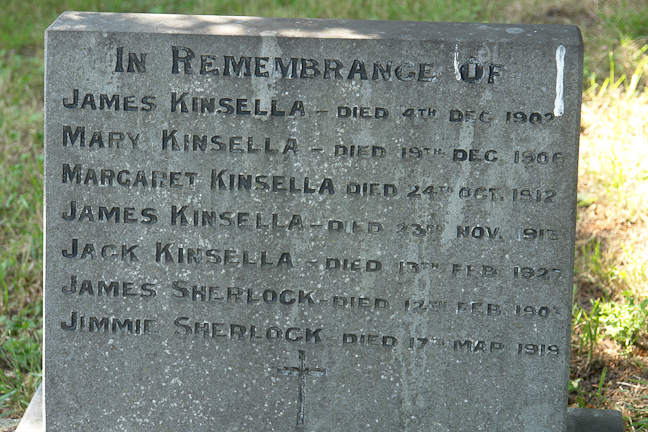 IN REMEMBRANCE OF
JAMES KINSELLA – DIED 4TH DEC. 1902
MARY KINSELLA – DIED 19TH DEC. 1906
MARGARET KINSELLA DIED 24TH OCT. 1912
JAMES KINSELLA – DIED 23RD NOV.
JACK KINSELLA – DIED 13TH FEB. 1927
JAMES SHERLOCK – DIED 12TH FEB.
JIMMIE SHERLOCK DIED 17TH MAR 1919